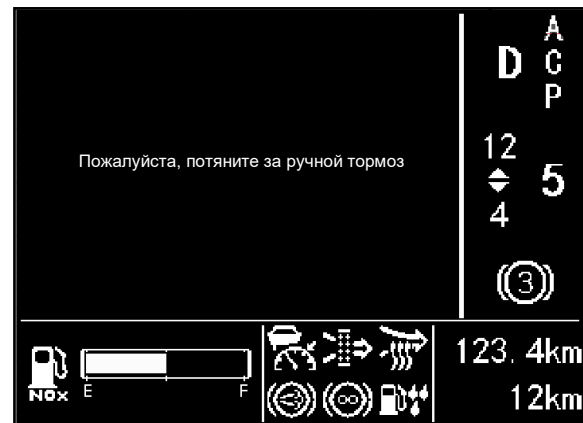 Пожалуйста, потяните за ручной тормоз
D
A
C
P
12
5
4
3
NOx
E
F
123. 4km
12km